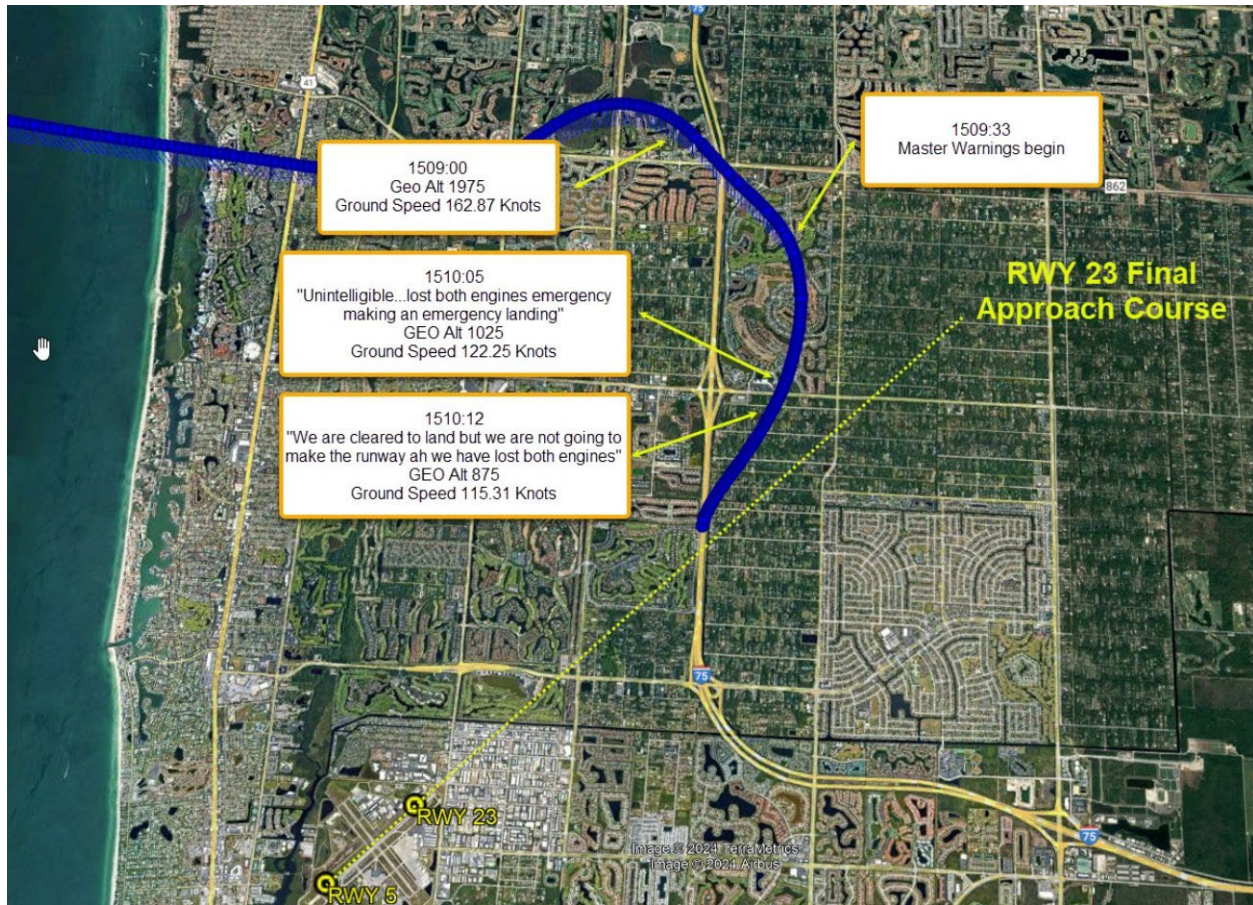 75
41
1509:33
Master Warnings begin
1509:00
Geo Alt 1975
Ground Speed 162.87 Knots
862
1510:05
"Unintelligible...lost both engines emergency
making an emergency landing"
GEO Alt 1025
Ground Speed 122.25 Knots
RWY 23 Final
Approach Course
1510:12
"We are cleared to land but we are not going to
make the runway ah we have lost both engines"
GEO Alt 875
Ground Speed 115.31 Knots
75
RWY 23
75
Image © 2024 TerraMetrics
Image © 2024 Airbus
RWY 5